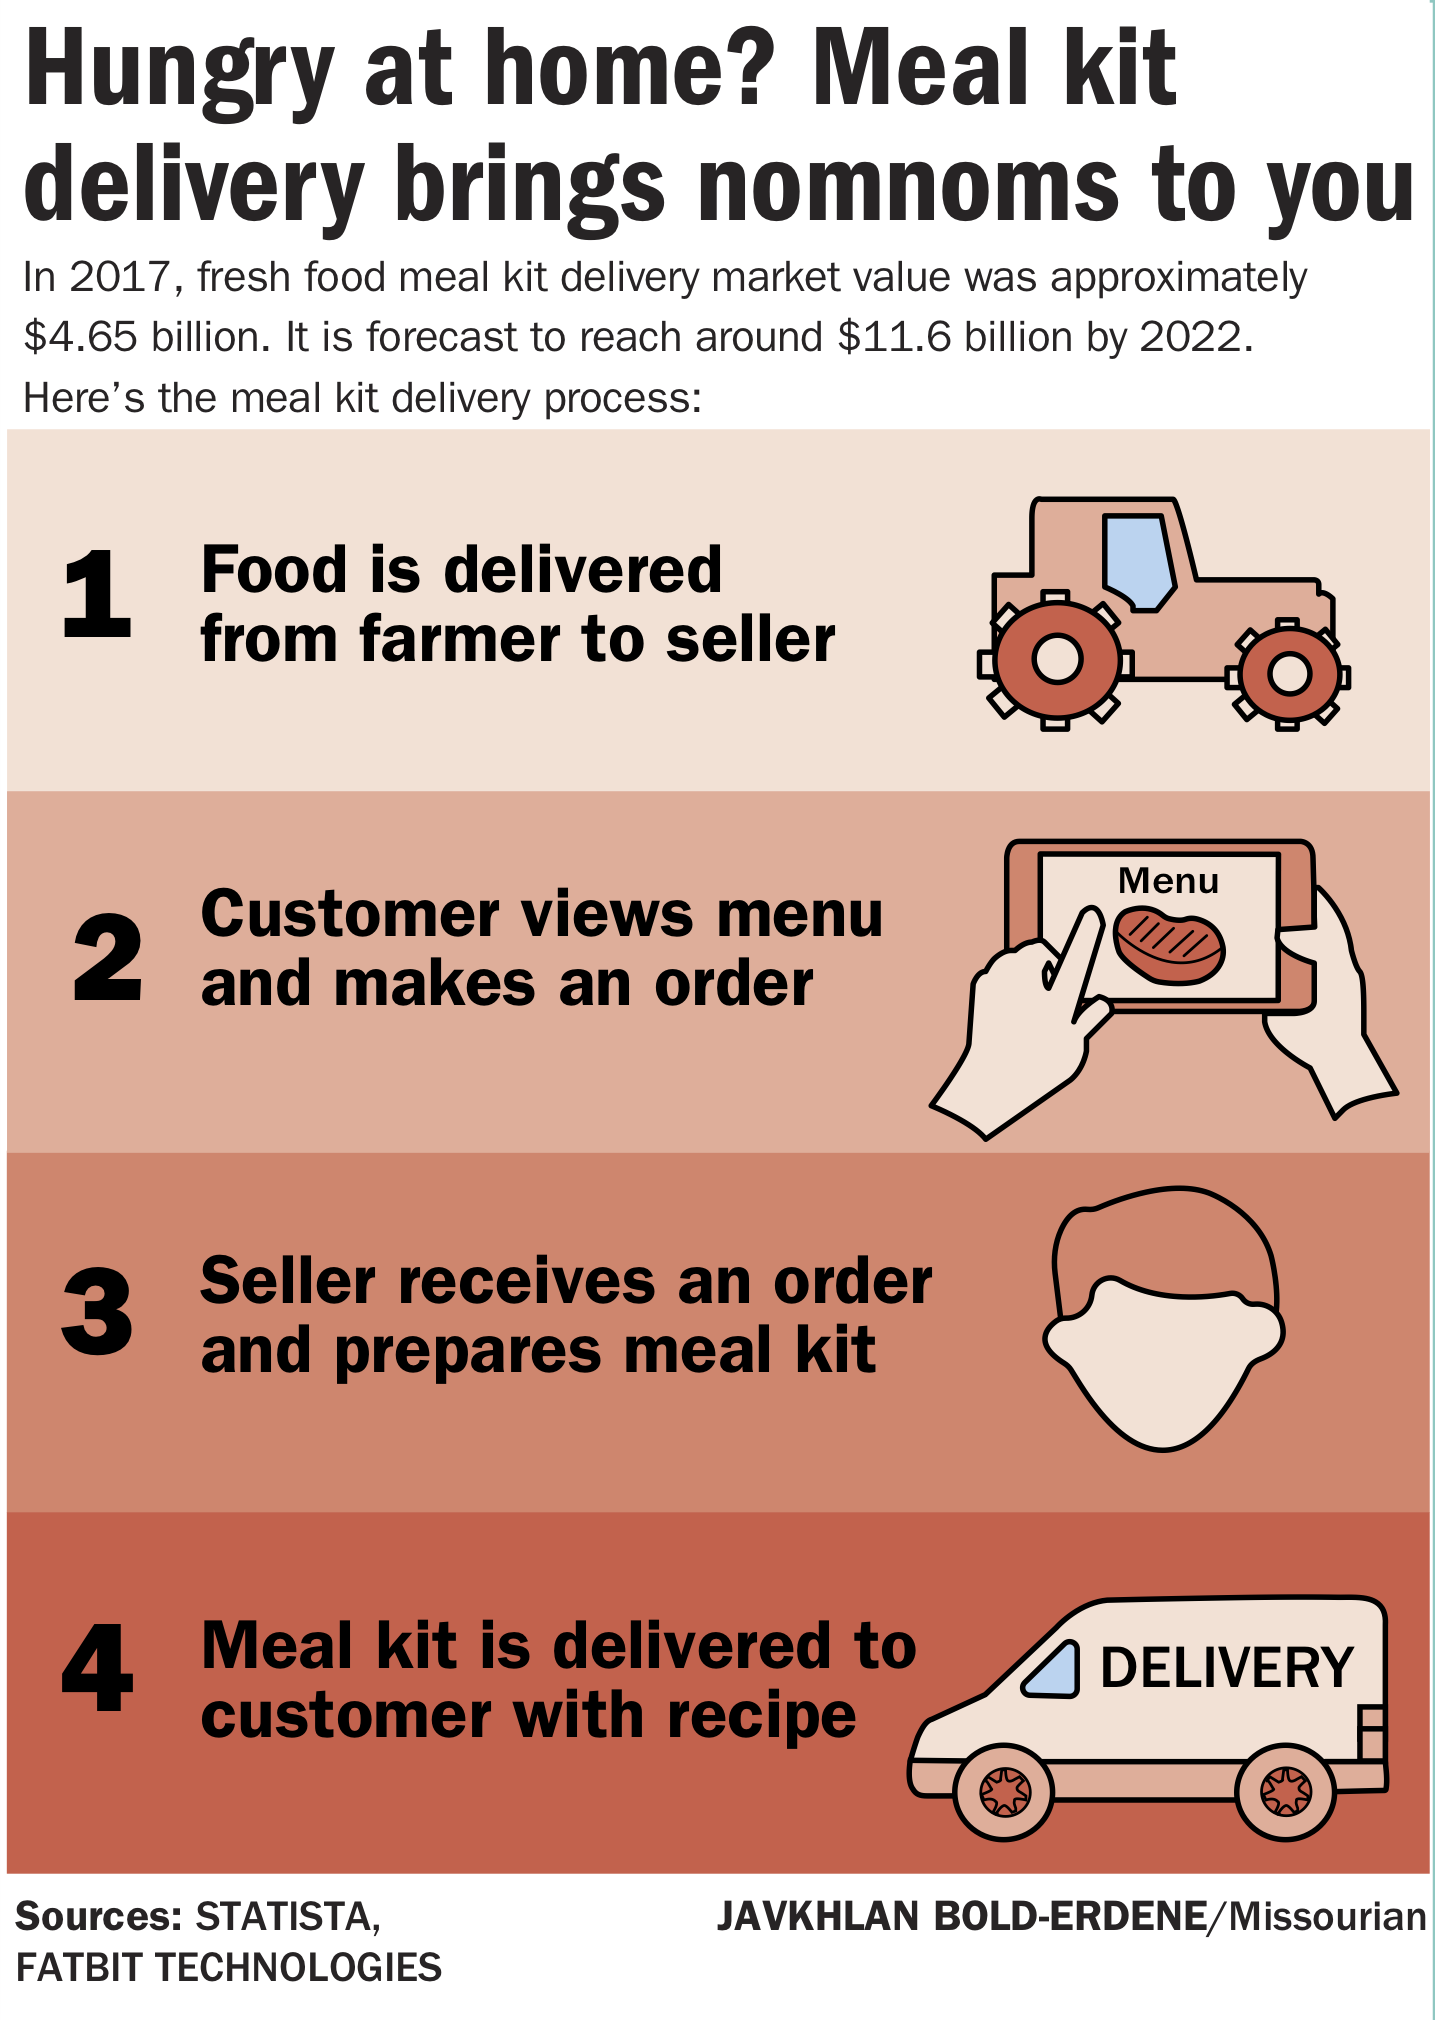 Hungry at home? Meal kit
delivery brings nomnoms to you
In 2017, fresh food meal kit delivery market value was approximately
$4.65 billion. It is forecast to reach around $11.6 billion by 2022.
Here’s the meal kit delivery process:
1
Food is delivered
from farmer to seller
2
Customer views menu
and makes an order
Menu
3
Seller receives an order
and prepares meal kit
4
Meal kit is delivered to
customer with recipe
DELIVERY
Sources: STATISTA,
FATBIT TECHNOLOGIES
JAVKHLAN BOLD-ERDENE/Missourian